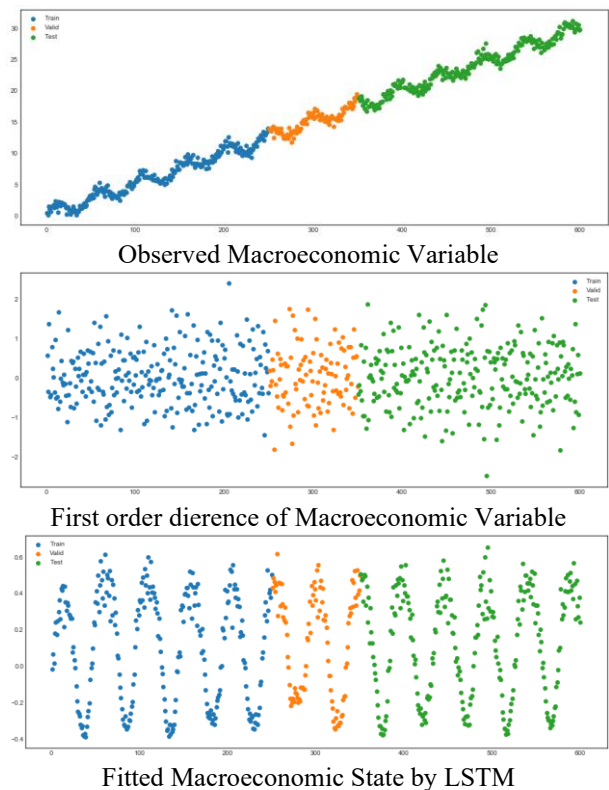 Train
Valid
Test
30
25
20
15
10
5
0
0 100 200 300 400 500 600
Observed Macroeconomic Variable
Train
Valid
Test
2
1
0
−1
−2
0 100 200 300 400 500 600
First order dierence of Macroeconomic Variable
Train
Valid
Test
0.6
0.4
0.2
0.0
−0.2
−0.4
0 100 200 300 400 500 600
Fitted Macroeconomic State by LSTM